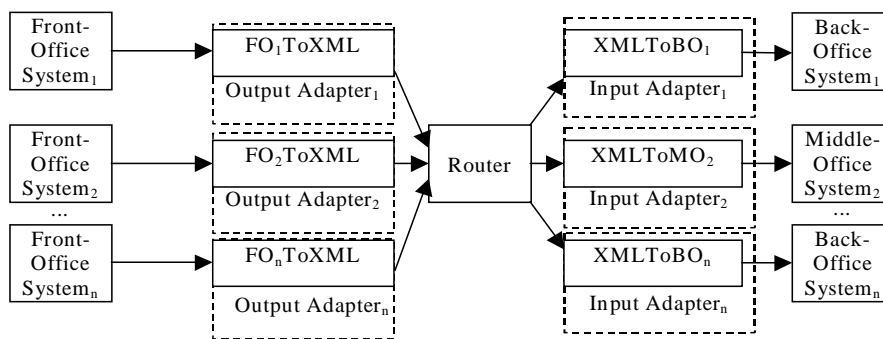 Front-
Office
System₁
FO₁ToXML
Output Adapter₁
XMLToBO₁
Input Adapter₁
Back-
Office
System₁
Front-
Office
System₂
...
FO₂ToXML
Output Adapter₂
Router
XMLToMO₂
Input Adapter₂
Middle-
Office
System₂
...
Front-
Office
Systemₙ
FOₙToXML
Output Adapterₙ
XMLToBOₙ
Input Adapterₙ
Back-
Office
Systemₙ